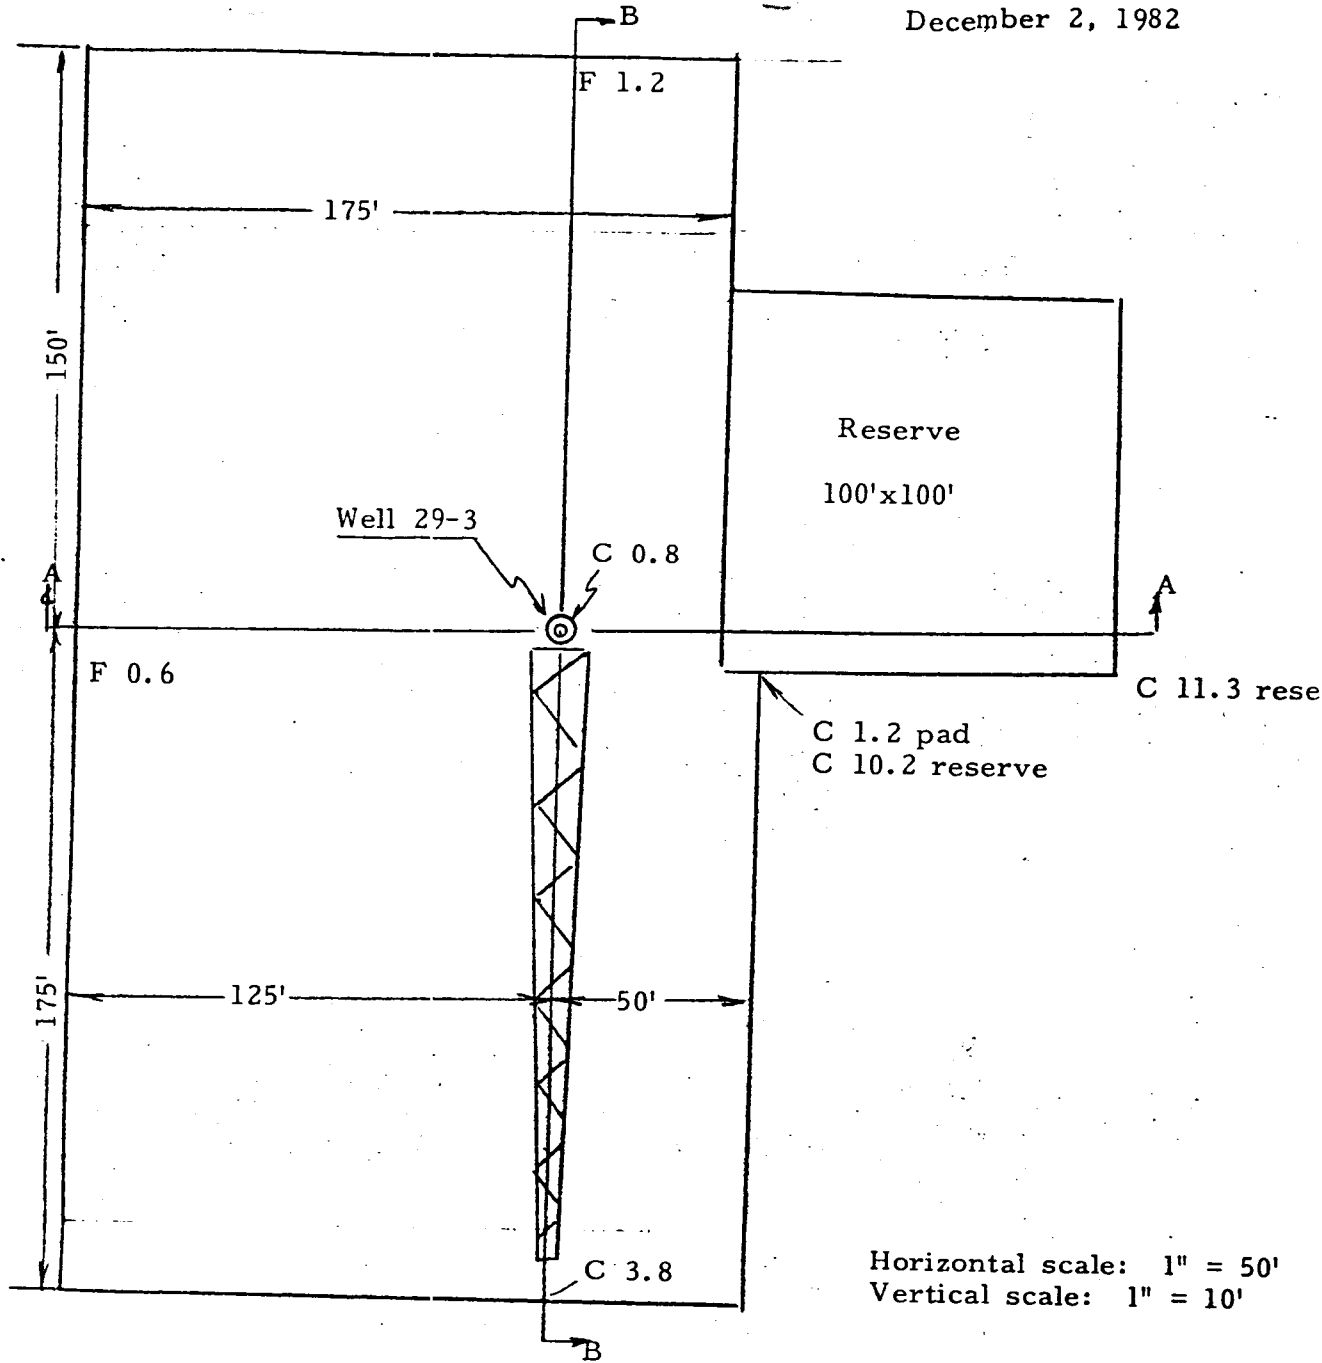 B
December 2, 1982
F 1.2
175'
150'
Reserve
100'x100'
Well 29-3
C 0.8
A
A
F 0.6
C 11.3 rese
C 1.2 pad
C 10.2 reserve
125'
50'
175'
C 3.8
Horizontal scale: 1" = 50'
Vertical scale: 1" = 10'
B